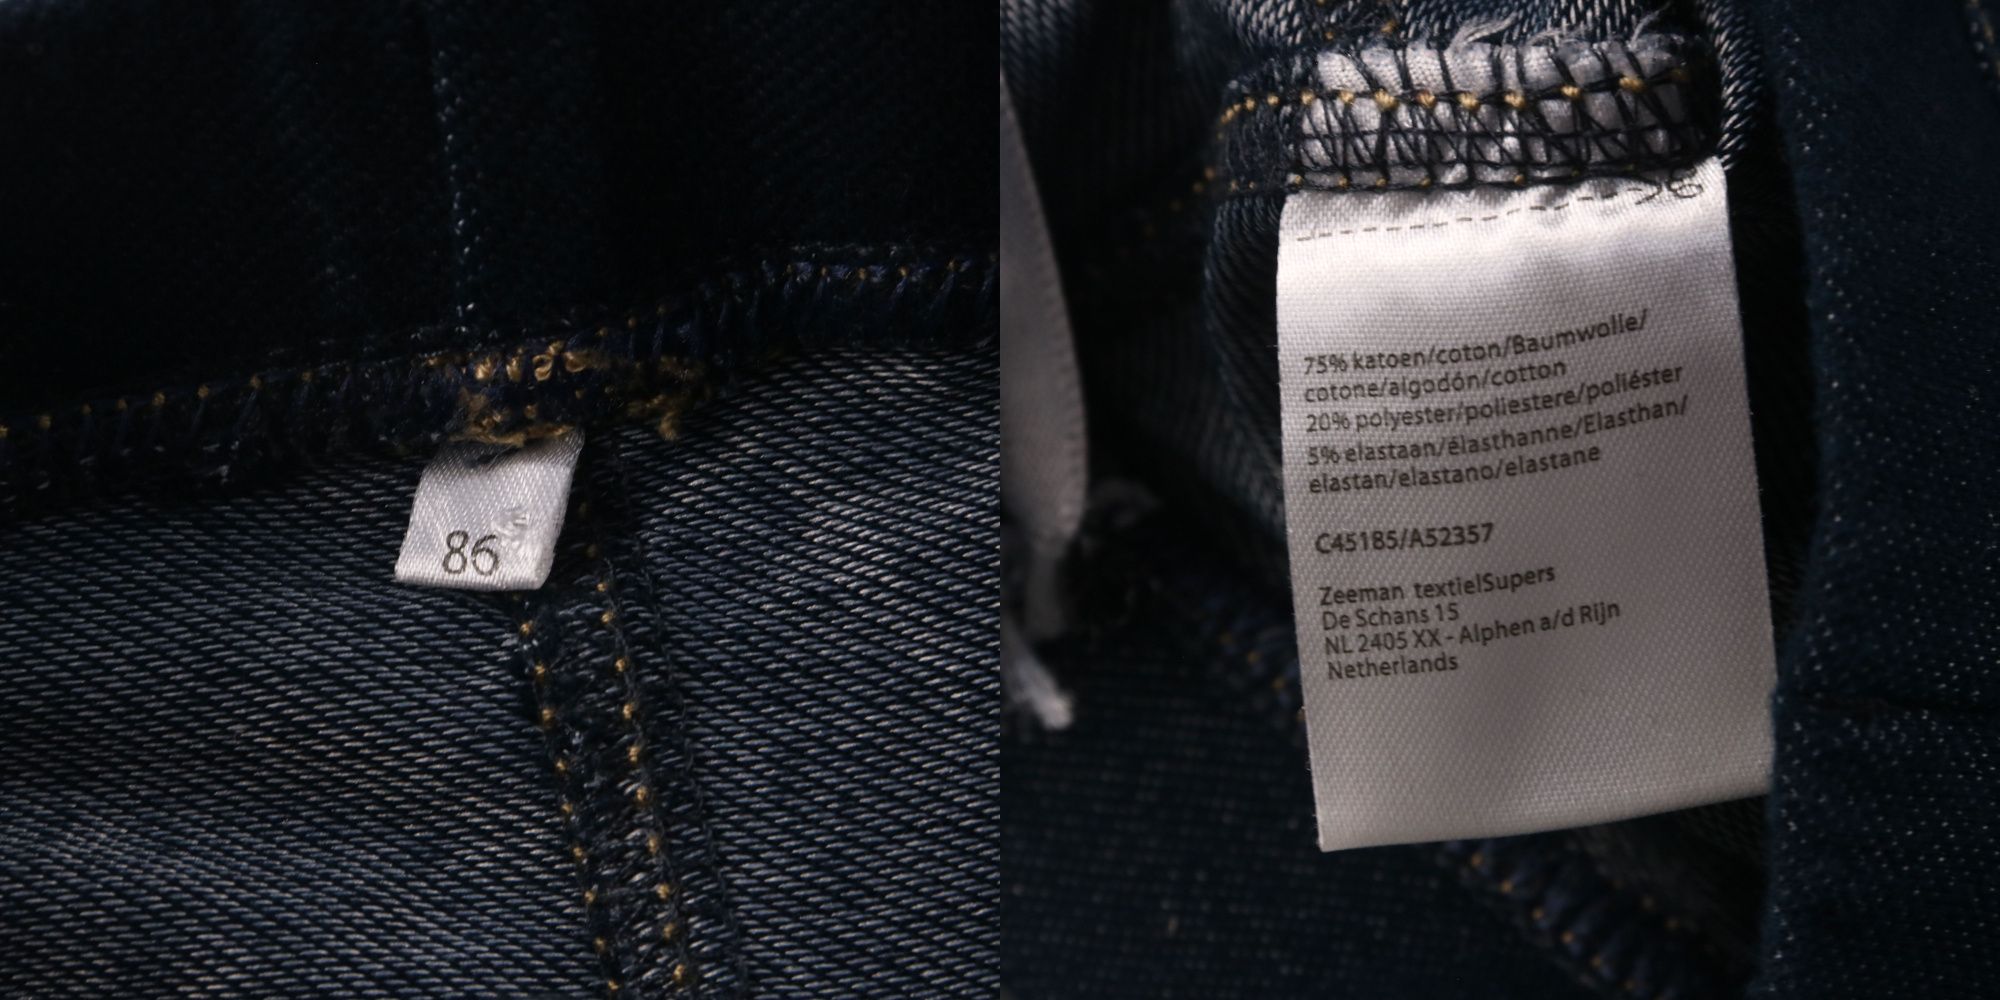 86
75% katoen/coton/Baumwolle/
cotone/algodón/cotton
20% polyester/poliestere/poliéster
5% elastaan/élasthanne/Elasthan/
elastan/elastano/elastane
C45185/A52357
Zeeman textielSupers
De Schans 15
NL 2405 XX - Alphen a/d Rijn
Netherlands